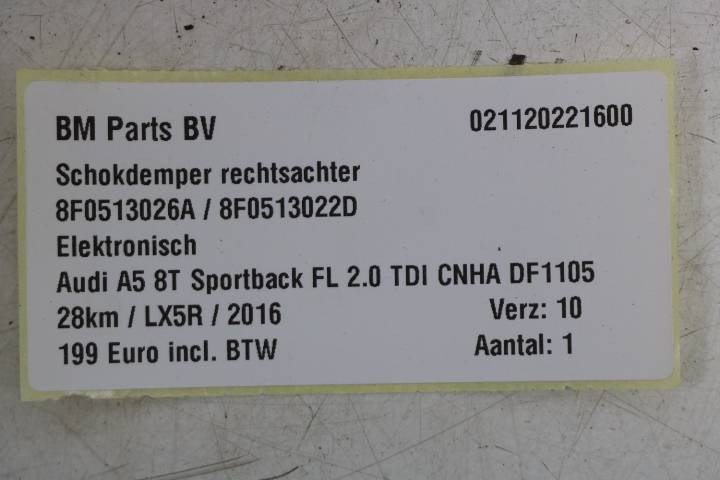 BM Parts BV 021120221600
Schokdemper rechtsachter
8F0513026A / 8F0513022D
Elektronisch
Audi A5 8T Sportback FL 2.0 TDI CNHA DF1105
28km / LX5R / 2016 Verz: 10
199 Euro incl. BTW Aantal: 1